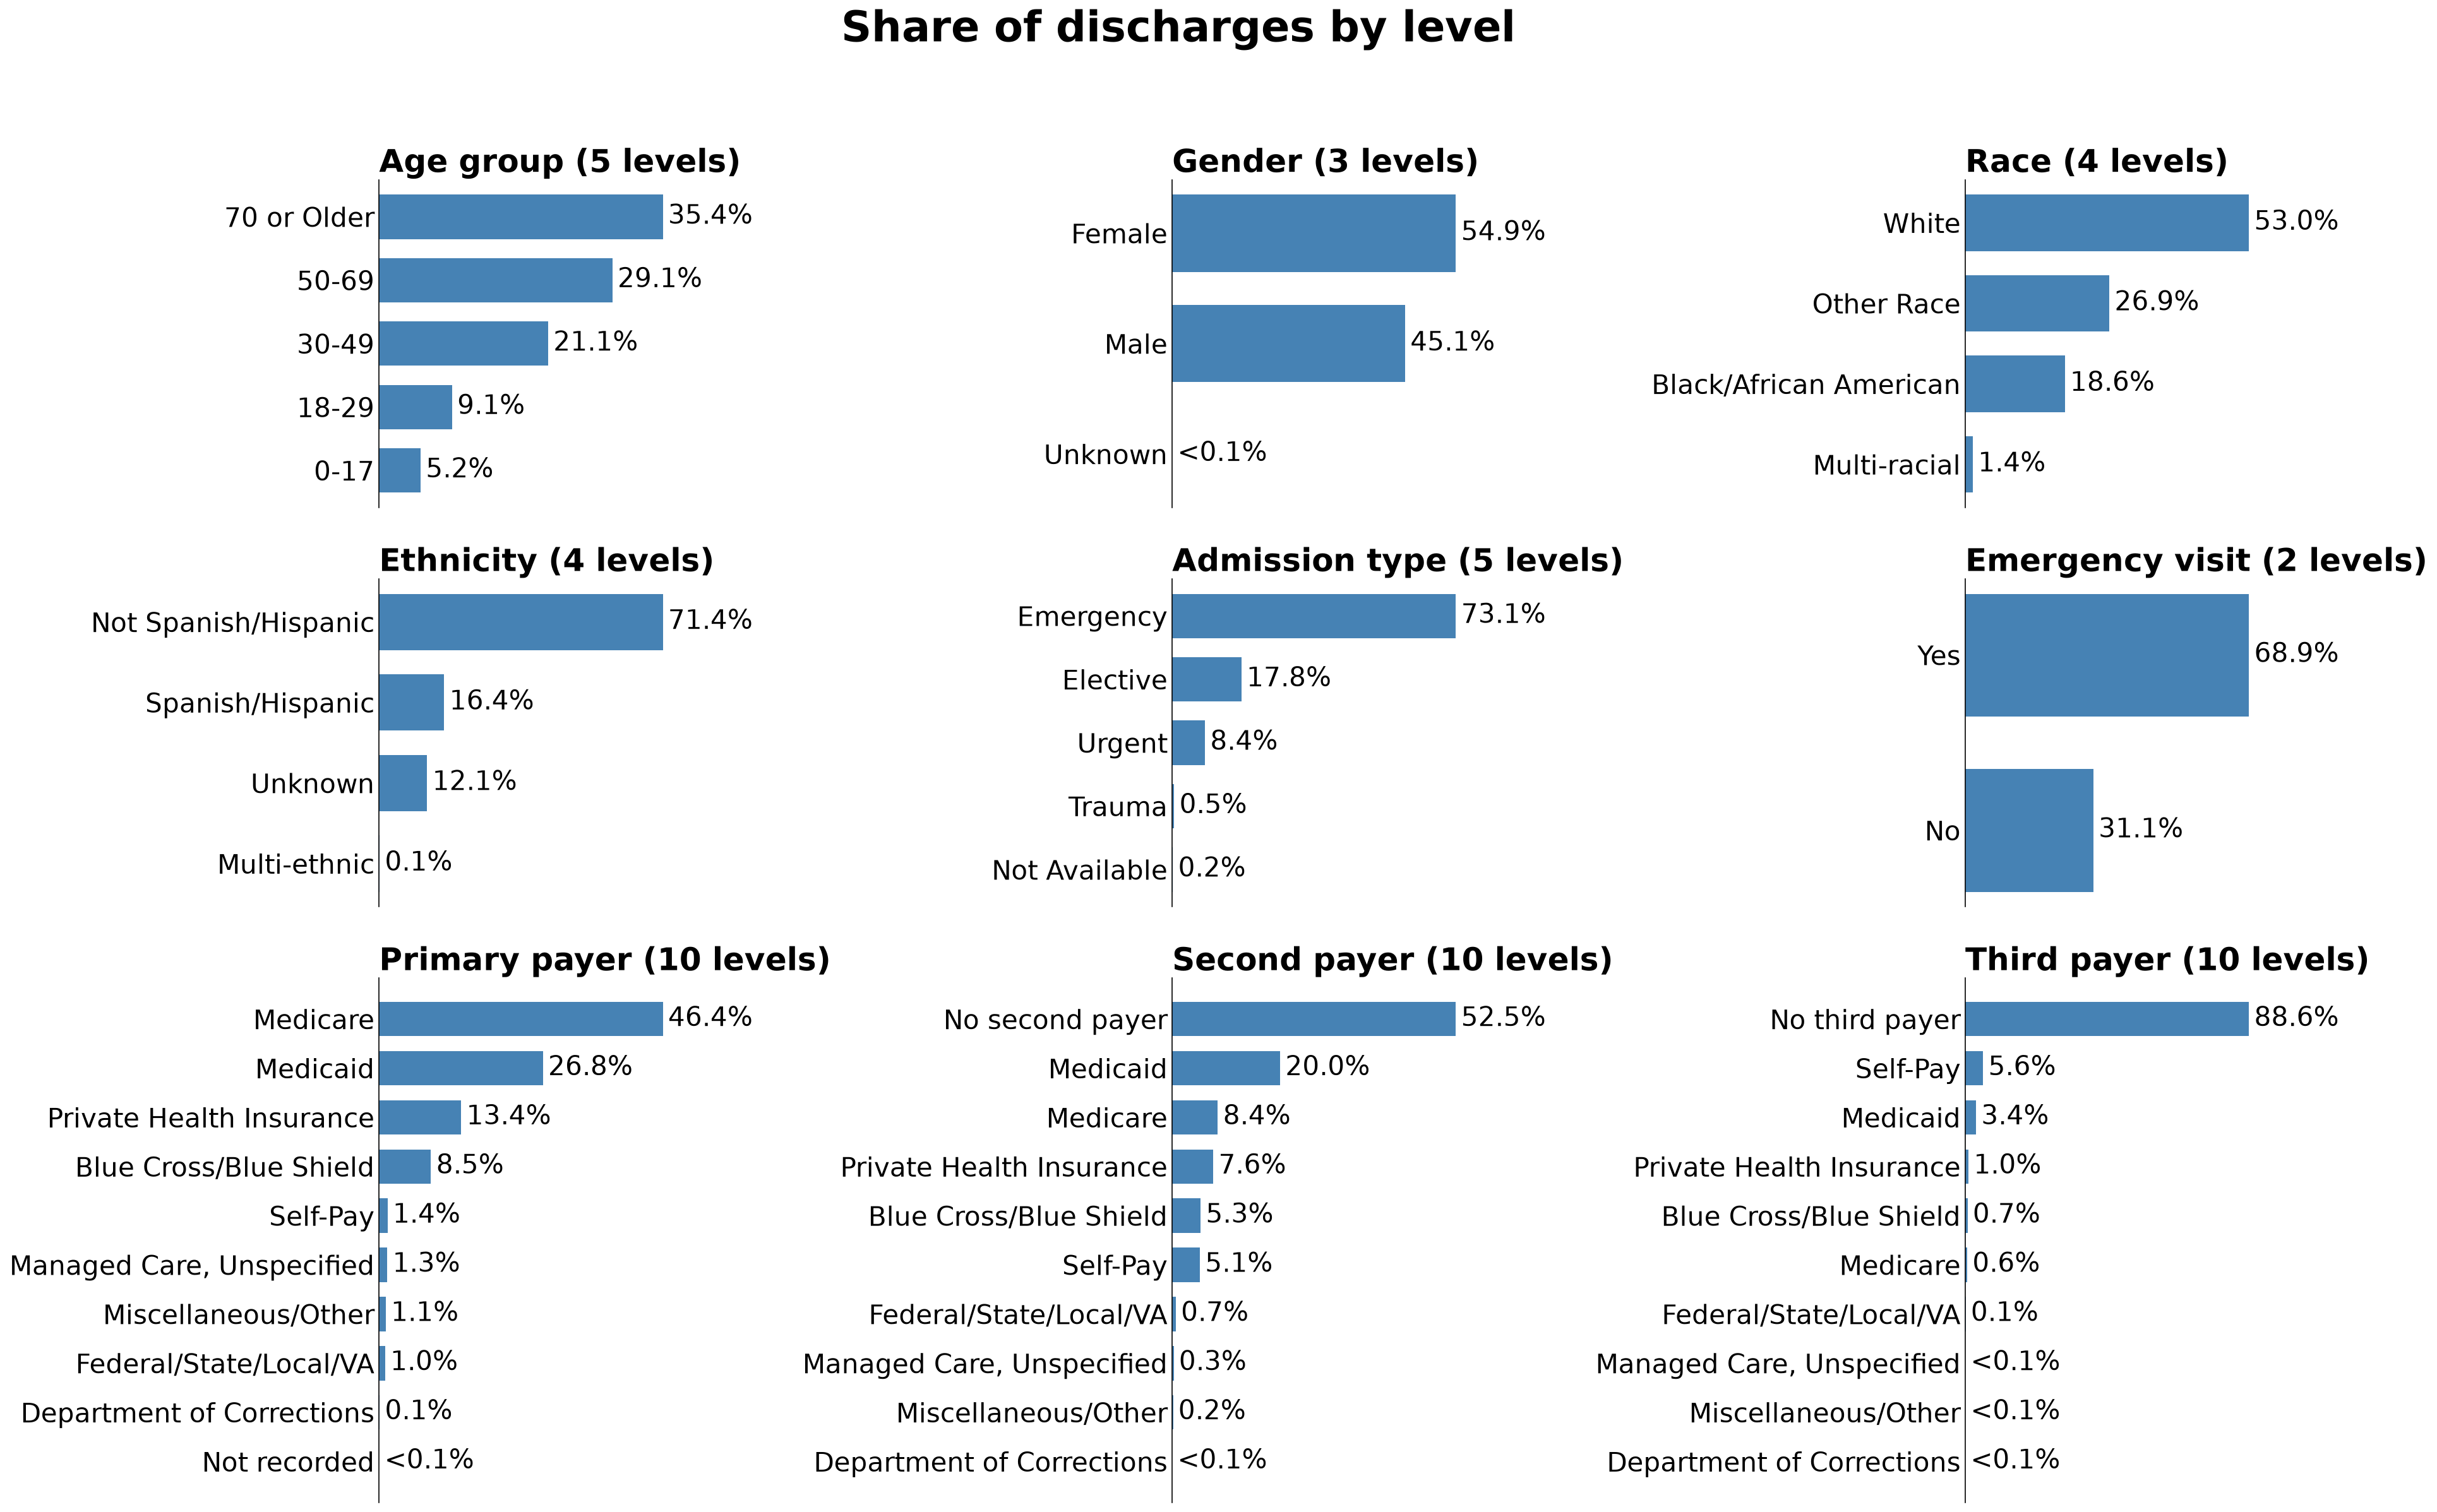 Share of discharges by level
Age group (5 levels)
70 or Older 35.4%
50-69 29.1%
30-49 21.1%
18-29 9.1%
0-17 5.2%
Gender (3 levels)
Female 54.9%
Male 45.1%
Unknown <0.1%
Race (4 levels)
White 53.0%
Other Race 26.9%
Black/African American 18.6%
Multi-racial 1.4%
Ethnicity (4 levels)
Not Spanish/Hispanic 71.4%
Spanish/Hispanic 16.4%
Unknown 12.1%
Multi-ethnic 0.1%
Admission type (5 levels)
Emergency 73.1%
Elective 17.8%
Urgent 8.4%
Trauma 0.5%
Not Available 0.2%
Emergency visit (2 levels)
Yes 68.9%
No 31.1%
Primary payer (10 levels)
Medicare 46.4%
Medicaid 26.8%
Private Health Insurance 13.4%
Blue Cross/Blue Shield 8.5%
Self-Pay 1.4%
Managed Care, Unspecified 1.3%
Miscellaneous/Other 1.1%
Federal/State/Local/VA 1.0%
Department of Corrections 0.1%
Not recorded <0.1%
Second payer (10 levels)
No second payer 52.5%
Medicaid 20.0%
Medicare 8.4%
Private Health Insurance 7.6%
Blue Cross/Blue Shield 5.3%
Self-Pay 5.1%
Federal/State/Local/VA 0.7%
Managed Care, Unspecified 0.3%
Miscellaneous/Other 0.2%
Department of Corrections <0.1%
Third payer (10 levels)
No third payer 88.6%
Self-Pay 5.6%
Medicaid 3.4%
Private Health Insurance 1.0%
Blue Cross/Blue Shield 0.7%
Medicare 0.6%
Federal/State/Local/VA 0.1%
Managed Care, Unspecified <0.1%
Miscellaneous/Other <0.1%
Department of Corrections <0.1%